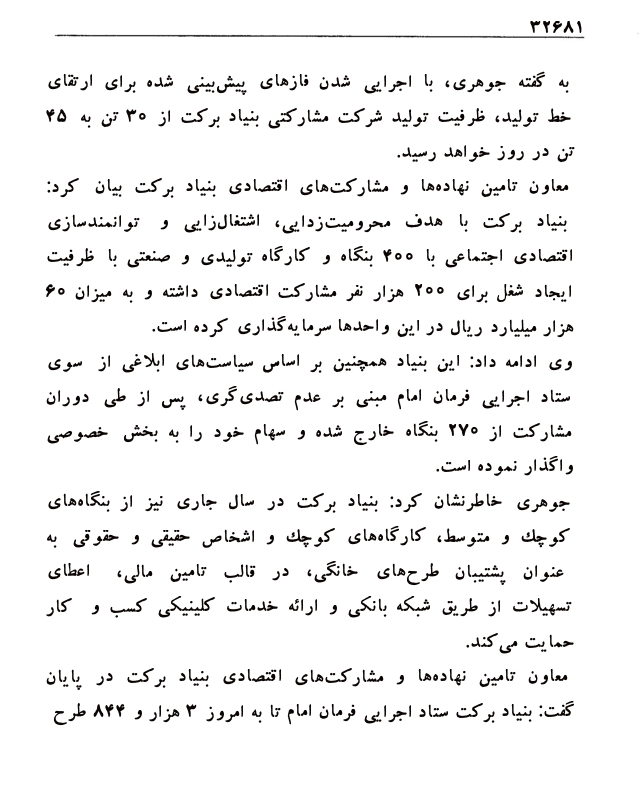 ۳۲۶۸۱
به گفته جوهری، با اجرایی شدن فازهای پیش‌بینی شده برای ارتقای
خط تولید، ظرفیت تولید شرکت مشارکتی بنیاد برکت از ۳۰ تن به ۴۵
تن در روز خواهد رسید.
معاون تامین نهاده‌ها و مشارکت‌های اقتصادی بنیاد برکت بیان کرد:
بنیاد برکت با هدف محرومیت‌زدایی، اشتغال‌زایی و توانمندسازی
اقتصادی اجتماعی با ۴۰۰ بنگاه و کارگاه تولیدی و صنعتی با ظرفیت
ایجاد شغل برای ۲۰۰ هزار نفر مشارکت اقتصادی داشته و به میزان ۶۰
هزار میلیارد ریال در این واحدها سرمایه‌گذاری کرده است.
وی ادامه داد: این بنیاد همچنین بر اساس سیاست‌های ابلاغی از سوی
ستاد اجرایی فرمان امام مبنی بر عدم تصدی‌گری، پس از طی دوران
مشارکت از ۲۷۰ بنگاه خارج شده و سهام خود را به بخش خصوصی
واگذار نموده است.
جوهری خاطرنشان کرد: بنیاد برکت در سال جاری نیز از بنگاه‌های
کوچك و متوسط، کارگاه‌های کوچك و اشخاص حقیقی و حقوقی به
عنوان پشتیبان طرح‌های خانگی، در قالب تامین مالی، اعطای
تسهیلات از طریق شبکه بانکی و ارائه خدمات کلینیکی کسب و کار
حمایت می‌کند.
معاون تامین نهاده‌ها و مشارکت‌های اقتصادی بنیاد برکت در پایان
گفت: بنیاد برکت ستاد اجرایی فرمان امام تا به امروز ۳ هزار و ۸۴۴ طرح